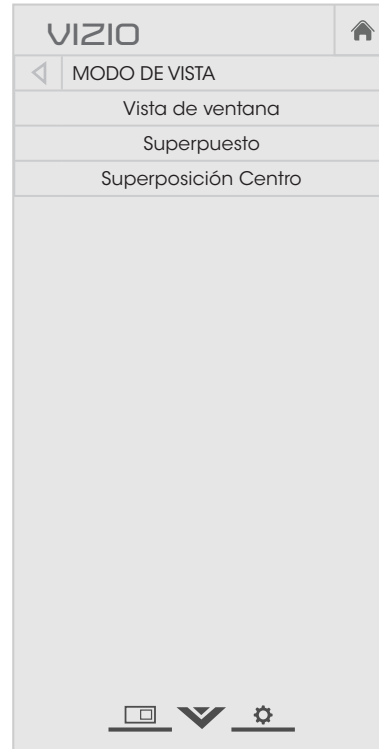 VIZIO
MODO DE VISTA
Vista de ventana
Superpuesto
Superposición Centro